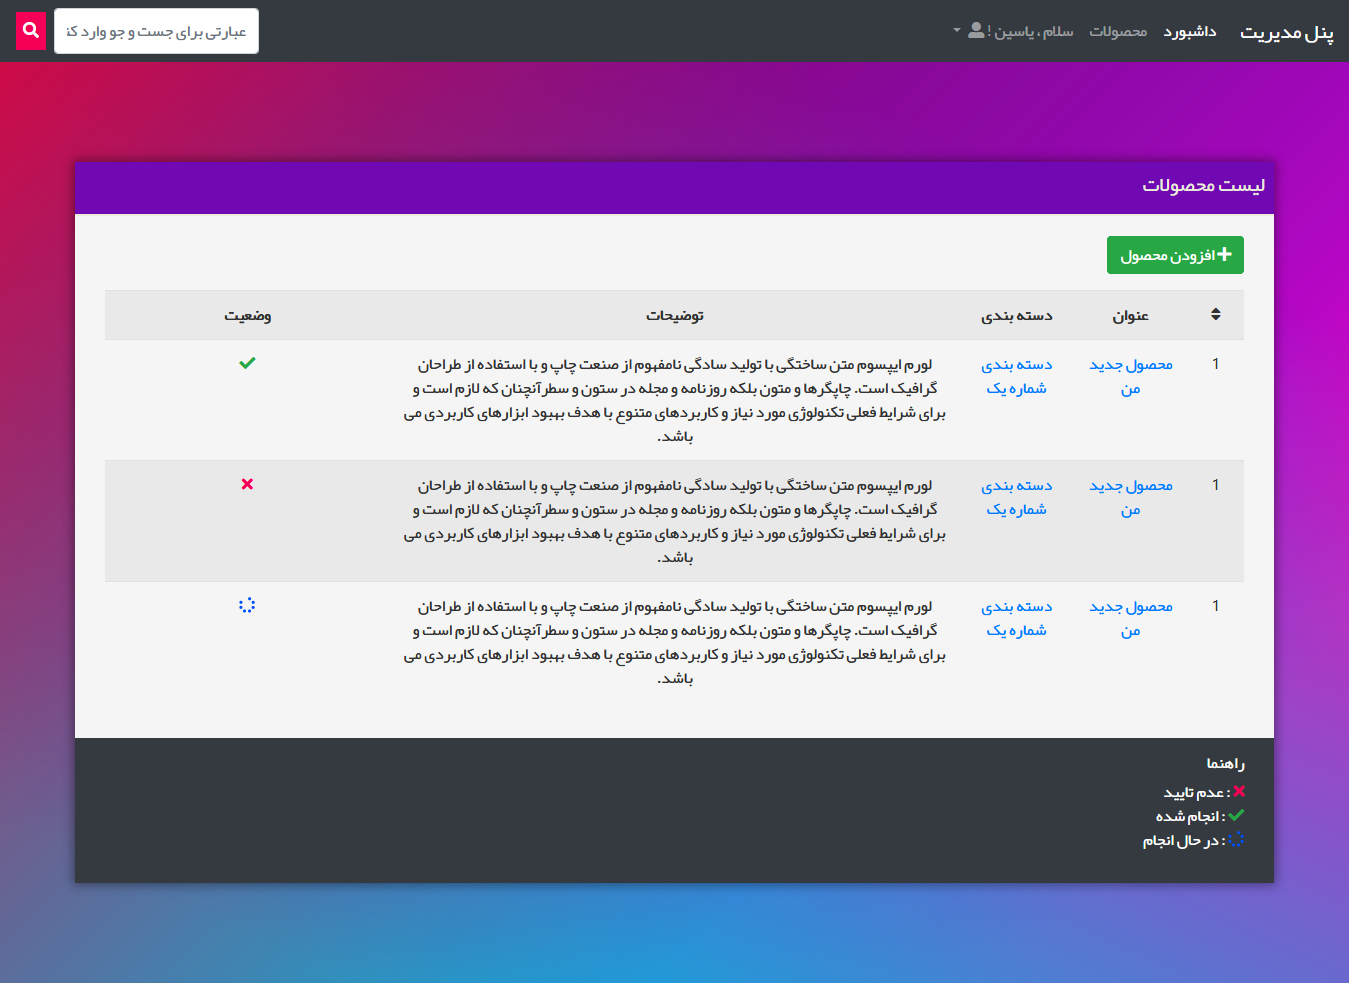 پنل مدیریت
داشبورد
محصولات
سلام ، یاسین !
عبارتی برای جست و جو وارد کن
لیست محصولات
افزودن محصول
عنوان
دسته بندی
توضیحات
وضعیت
1
محصول جدید
من
دسته بندی
شماره یک
لورم ایپسوم متن ساختگی با تولید سادگی نامفهوم از صنعت چاپ و با استفاده از طراحان
گرافیک است. چاپگرها و متون بلکه روزنامه و مجله در ستون و سطرآنچنان که لازم است و
برای شرایط فعلی تکنولوژی مورد نیاز و کاربردهای متنوع با هدف بهبود ابزارهای کاربردی می
باشد.
1
محصول جدید
من
دسته بندی
شماره یک
لورم ایپسوم متن ساختگی با تولید سادگی نامفهوم از صنعت چاپ و با استفاده از طراحان
گرافیک است. چاپگرها و متون بلکه روزنامه و مجله در ستون و سطرآنچنان که لازم است و
برای شرایط فعلی تکنولوژی مورد نیاز و کاربردهای متنوع با هدف بهبود ابزارهای کاربردی می
باشد.
1
محصول جدید
من
دسته بندی
شماره یک
لورم ایپسوم متن ساختگی با تولید سادگی نامفهوم از صنعت چاپ و با استفاده از طراحان
گرافیک است. چاپگرها و متون بلکه روزنامه و مجله در ستون و سطرآنچنان که لازم است و
برای شرایط فعلی تکنولوژی مورد نیاز و کاربردهای متنوع با هدف بهبود ابزارهای کاربردی می
باشد.
راهنما
: عدم تایید
: انجام شده
: در حال انجام